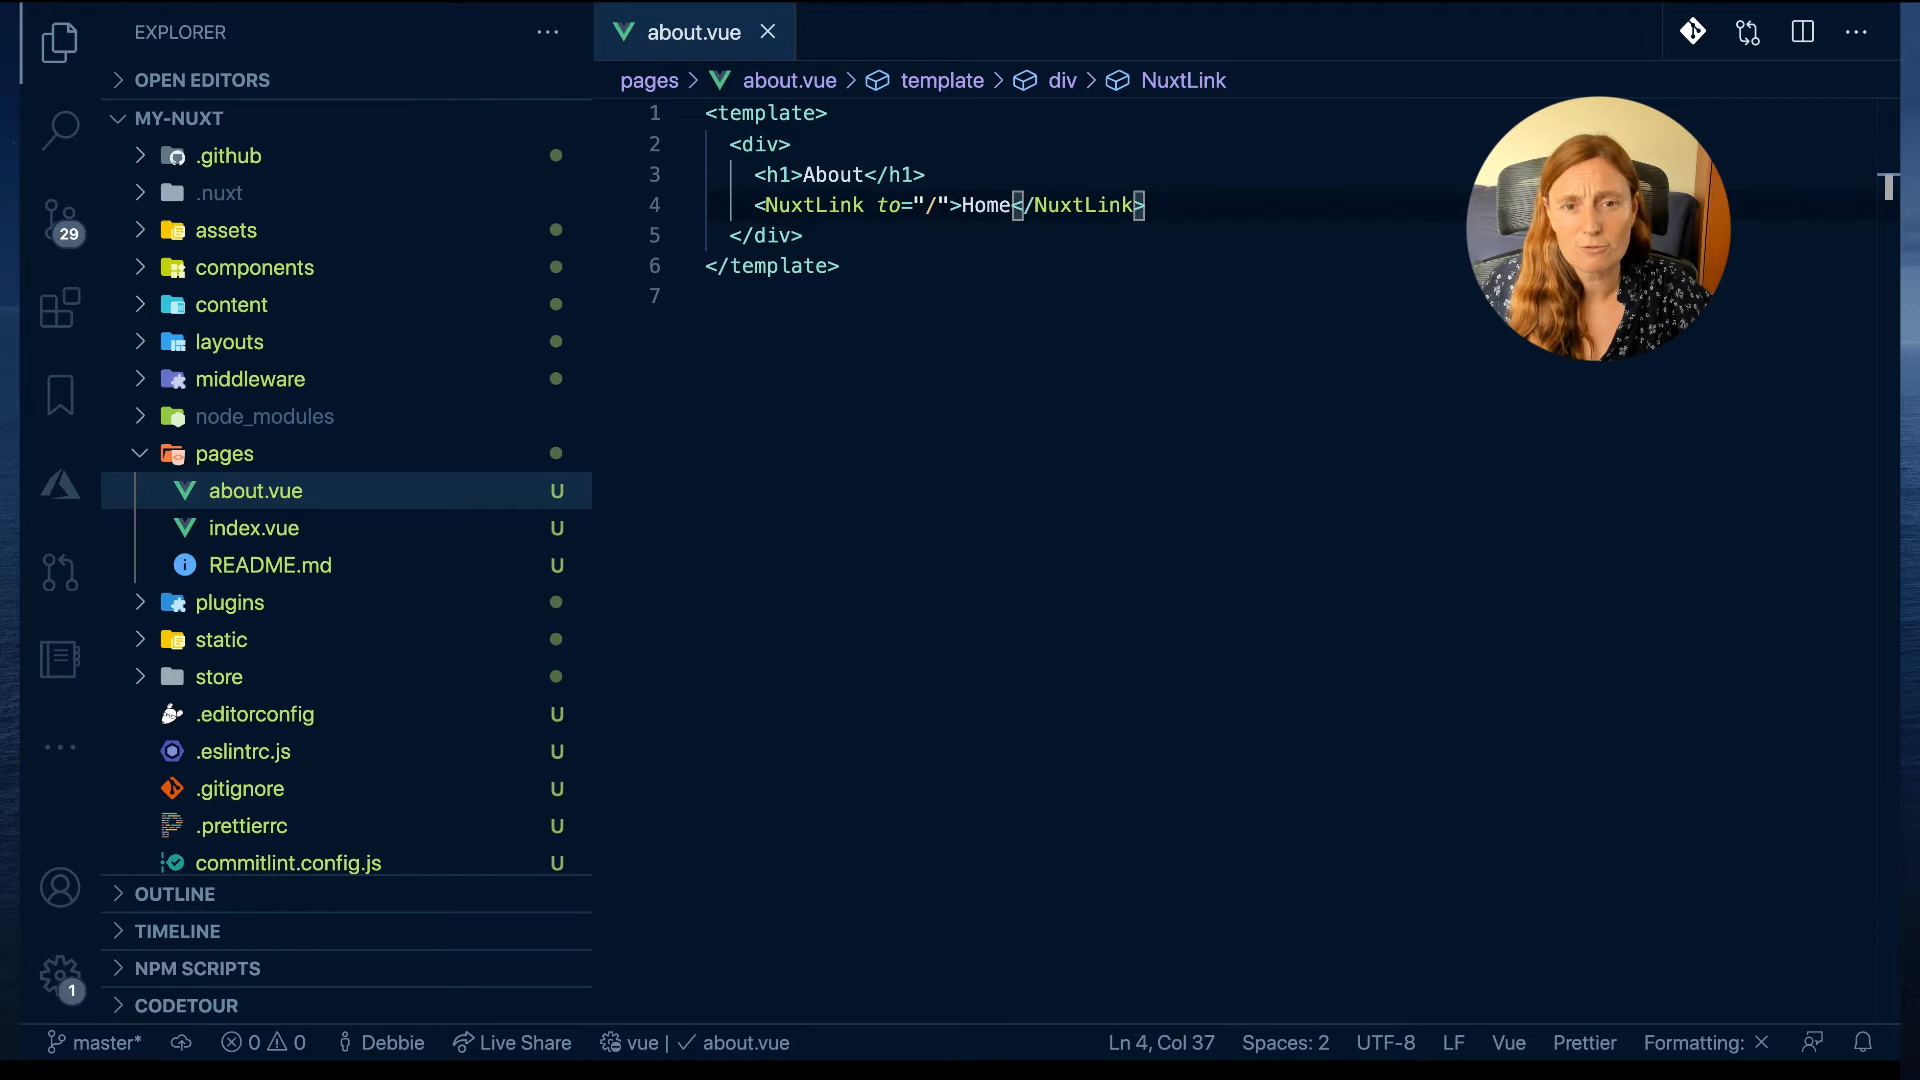 EXPLORER
OPEN EDITORS
MY-NUXT
.github
.nuxt
assets
components
content
layouts
middleware
node_modules
pages
about.vue U
index.vue U
README.md U
plugins
static
store
.editorconfig U
.eslintrc.js U
.gitignore U
.prettierrc U
commitlint.config.js U
OUTLINE
TIMELINE
NPM SCRIPTS
CODETOUR
29
1
about.vue
pages > about.vue > template > div > NuxtLink
1 <template>
2 <div>
3 <h1>About</h1>
4 <NuxtLink to="/">Home</NuxtLink>
5 </div>
6 </template>
7
master* 0 0 Debbie Live Share vue | ✓ about.vue Ln 4, Col 37 Spaces: 2 UTF-8 LF Vue Prettier Formatting: ×